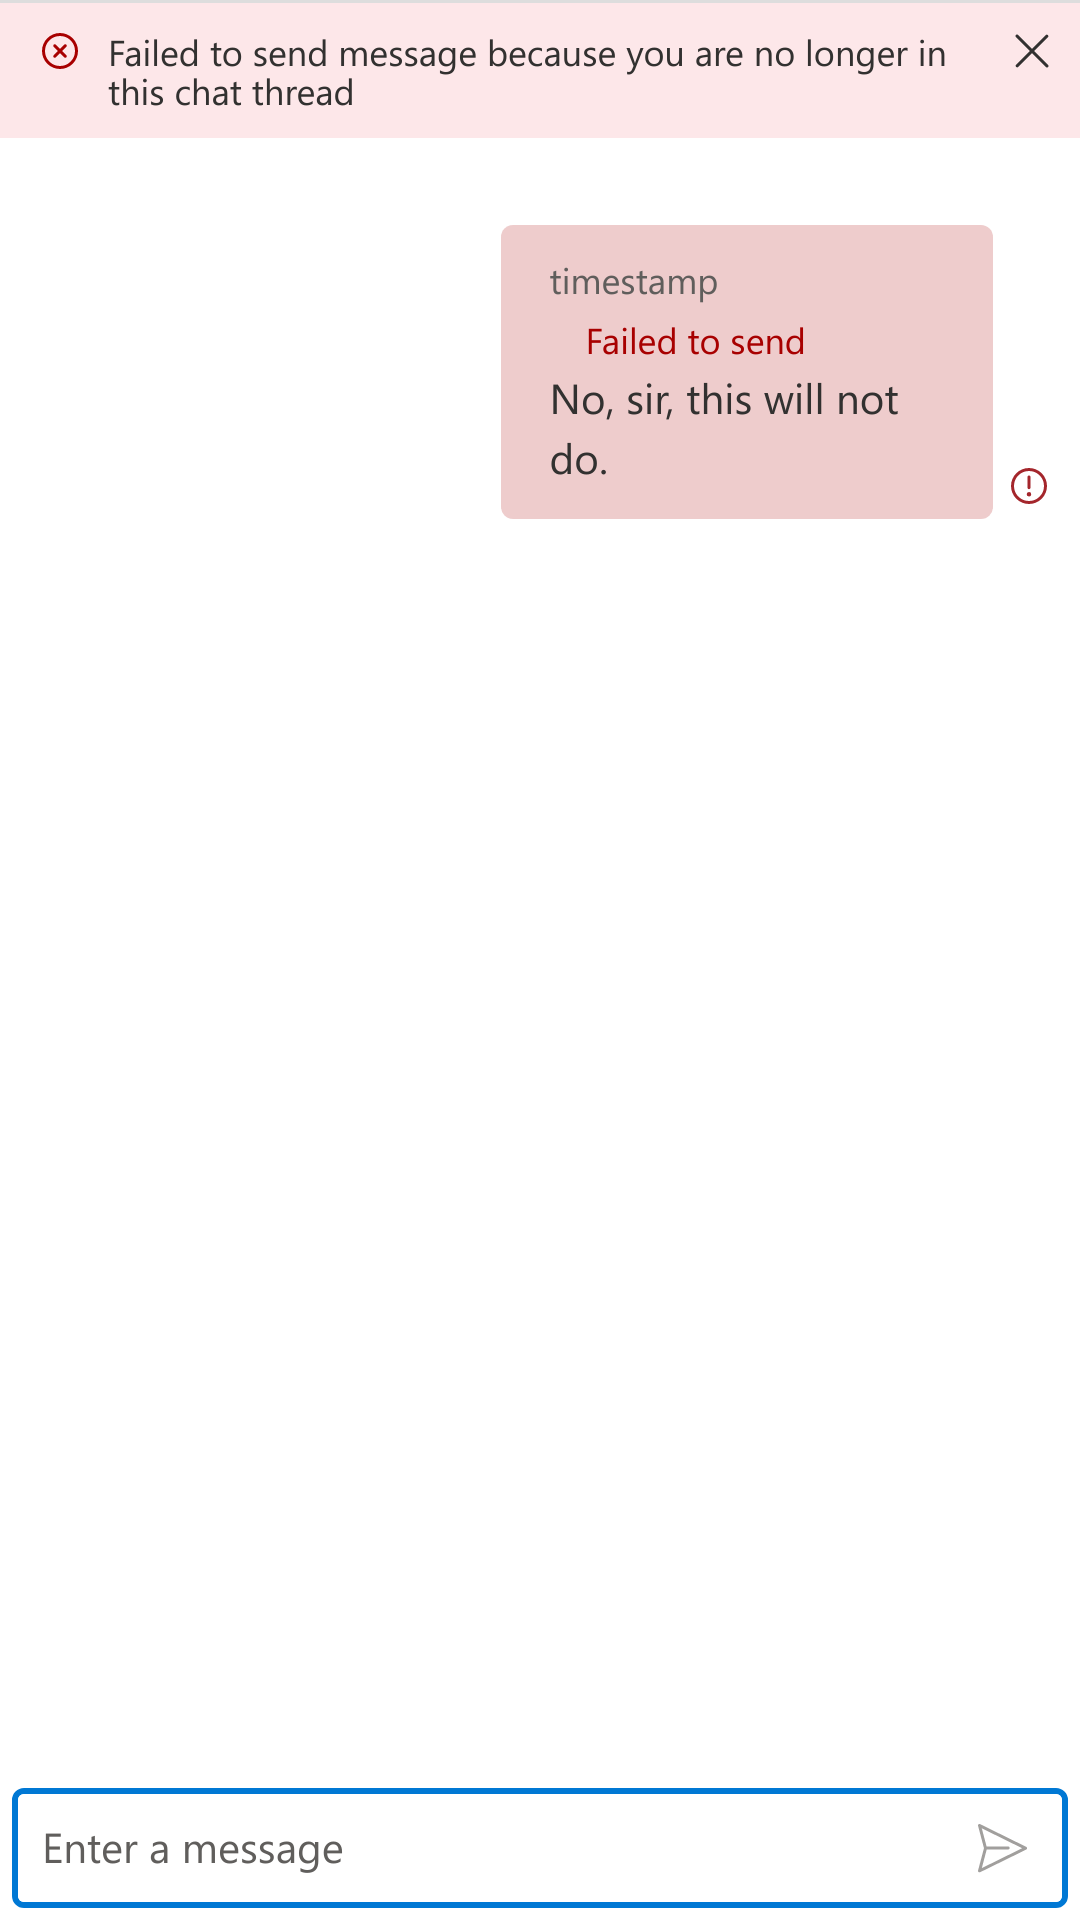 Failed to send message because you are no longer in
this chat thread
timestamp
Failed to send
No, sir, this will not
do.
Enter a message